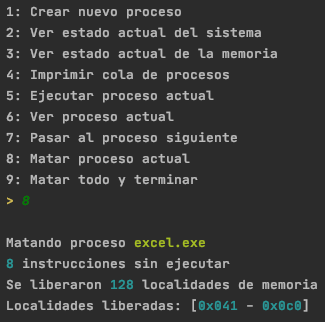 1: Crear nuevo proceso
2: Ver estado actual del sistema
3: Ver estado actual de la memoria
4: Imprimir cola de procesos
5: Ejecutar proceso actual
6: Ver proceso actual
7: Pasar al proceso siguiente
8: Matar proceso actual
9: Matar todo y terminar
> 8
Matando proceso excel.exe
8 instrucciones sin ejecutar
Se liberaron 128 localidades de memoria
Localidades liberadas: [0x041 - 0x0c0]